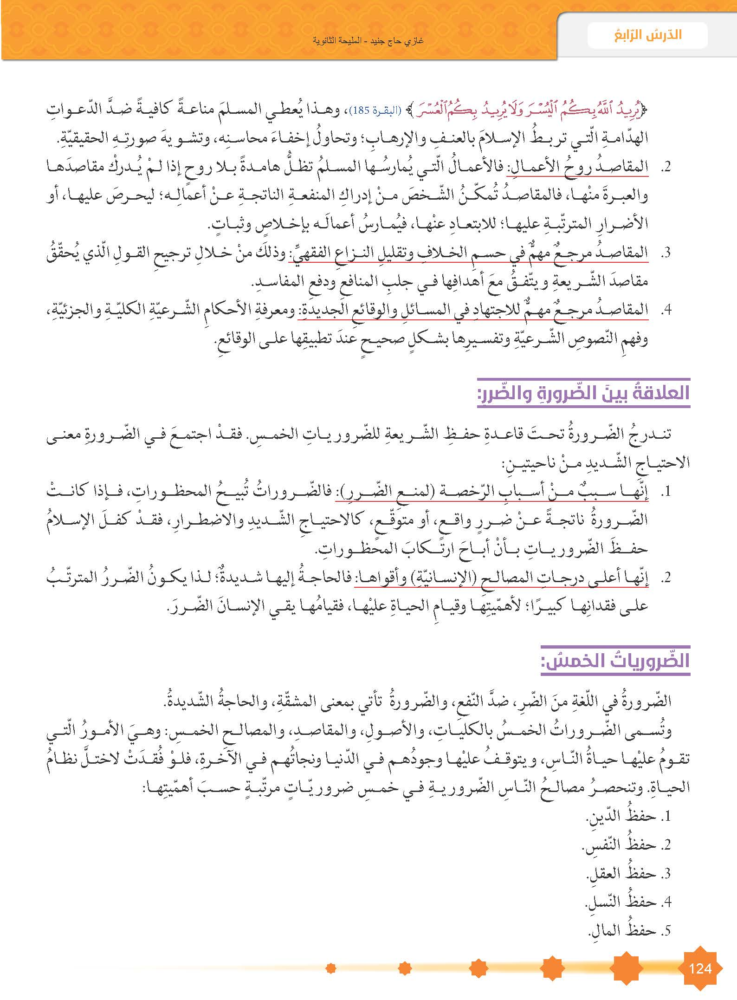 الدّرسُ الرّابعُ
غازي حاج جنيد - المليحة الثانوية
﴿يُرِيدُ ٱللَّهُ بِكُمُ ٱلۡيُسۡرَ وَلَا يُرِيدُ بِكُمُ ٱلۡعُسۡرَ﴾ (البقرة 185)، وهذا يُعطي المسلمَ مناعةً كافيةً ضدَّ الدّعواتِ
الهدّامةِ الّتي تربطُ الإسلامَ بالعنفِ والإرهابِ؛ وتحاولُ إخفاءَ محاسنِه، وتشويهَ صورتِهِ الحقيقيّةِ.
2. المقاصدُ روحُ الأعمالِ: فالأعمالُ الّتي يُمارسُها المسلمُ تظلُّ هامدةً بلا روحٍ إذا لمْ يُدركْ مقاصدَها
والعبرةَ منْها، فالمقاصدُ تُمكّنُ الشّخصَ منْ إدراكِ المنفعةِ الناتجةِ عنْ أعمالِه؛ ليحرصَ عليها، أو
الأضرارِ المترتّبةِ عليها؛ للابتعادِ عنْها، فيُمارسُ أعمالَه بإخلاصٍ وثباتٍ.
3. المقاصدُ مرجعٌ مهمٌّ في حسمِ الخلافِ وتقليلِ النزاعِ الفقهيِّ: وذلكَ منْ خلالِ ترجيحِ القولِ الّذي يُحقّقُ
مقاصدَ الشّريعةِ ويتّفقُ معَ أهدافِها في جلبِ المنافعِ ودفعِ المفاسدِ.
4. المقاصدُ مرجعٌ مهمٌّ للاجتهادِ في المسائلِ والوقائعِ الجديدةِ: ومعرفةِ الأحكامِ الشّرعيّةِ الكليّةِ والجزئيّةِ،
وفهمِ النّصوصِ الشّرعيّةِ وتفسيرِها بشكلٍ صحيحٍ عندَ تطبيقِها على الوقائعِ.
العلاقةُ بينَ الضّرورةِ والضّررِ:
تندرجُ الضّرورةُ تحتَ قاعدةِ حفظِ الشّريعةِ للضّرورياتِ الخمسِ. فقدْ اجتمعَ في الضّرورةِ معنى
الاحتياجِ الشّديدِ منْ ناحيتينِ:
1. إنّها سببٌ منْ أسبابِ الرّخصة (لمنعِ الضّررِ): فالضّروراتُ تُبيحُ المحظوراتِ، فإذا كانتْ
الضّرورةُ ناتجةً عنْ ضررٍ واقعٍ، أو متوقّعٍ، كالاحتياجِ الشّديدِ والاضطرارِ، فقدْ كفلَ الإسلامُ
حفظَ الضّرورياتِ بأنْ أباحَ ارتكابَ المحظوراتِ.
2. إنّها أعلى درجاتِ المصالحِ (الإنسانيّةِ) وأقواها: فالحاجةُ إليها شديدةٌ؛ لذا يكونُ الضّررُ المترتّبُ
على فقدانِها كبيرًا؛ لأهمّيتِها وقيامِ الحياةِ عليْها، فقيامُها يقي الإنسانَ الضّررَ.
الضّرورياتُ الخمسُ:
الضّرورةُ في اللّغةِ منَ الضّرِ، ضدَّ النّفعِ، والضّرورةُ تأتي بمعنى المشقّةِ، والحاجةُ الشّديدةُ.
وتُسمى الضّروراتُ الخمسُ بالكلياتِ، والأصولِ، والمقاصدِ، والمصالحِ الخمسِ: وهيَ الأمورُ الّتي
تقومُ عليْها حياةُ النّاسِ، ويتوقفُ عليْها وجودُهم في الدّنيا ونجاتُهم في الآخرةِ، فلوْ فُقدَتْ لاختلَّ نظامُ
الحياةِ. وتنحصرُ مصالحُ النّاسِ الضّروريةِ في خمسِ ضروريّاتٍ مرتّبةٍ حسبَ أهمّيتِها:
1. حفظُ الدّينِ.
2. حفظُ النّفسِ.
3. حفظُ العقلِ.
4. حفظُ النّسلِ.
5. حفظُ المالِ.
124